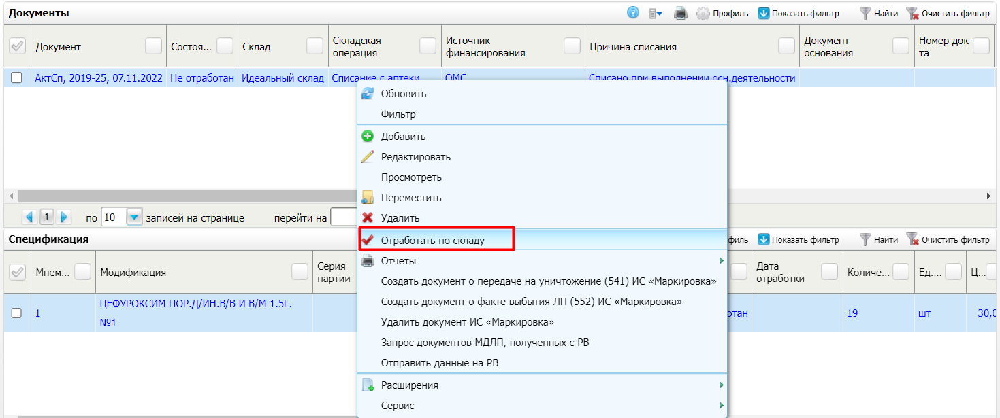 Документы
Профиль Показать фильтр Найти Очистить фильтр
Документ Состоя... Склад Складская операция Источник финансирования Причина списания Документ основания Номер док-та
АктСп, 2019-25, 07.11.2022 Не отработан Идеальный склад Списание с аптеки ОМС Списано при выполнении осн.деятельности
Обновить
Фильтр
Добавить
Редактировать
Просмотреть
Переместить
Удалить
Отработать по складу
Отчеты
Создать документ о передаче на уничтожение (541) ИС «Маркировка»
Создать документ о факте выбытия ЛП (552) ИС «Маркировка»
Удалить документ ИС «Маркировка»
Запрос документов МДЛП, полученных с РВ
Отправить данные на РВ
Расширения
Сервис
1 по 10 записей на странице перейти на
Спецификация
филь Показать фильтр Найти Очистить фильтр
Мнем... Модификация Серия партии Дата отработки Количе... Ед.... Ц...
1 ЦЕФУРОКСИМ ПОР.Д/ИН.В/В И В/М 1.5Г. отан 19 шт 30,0
№1